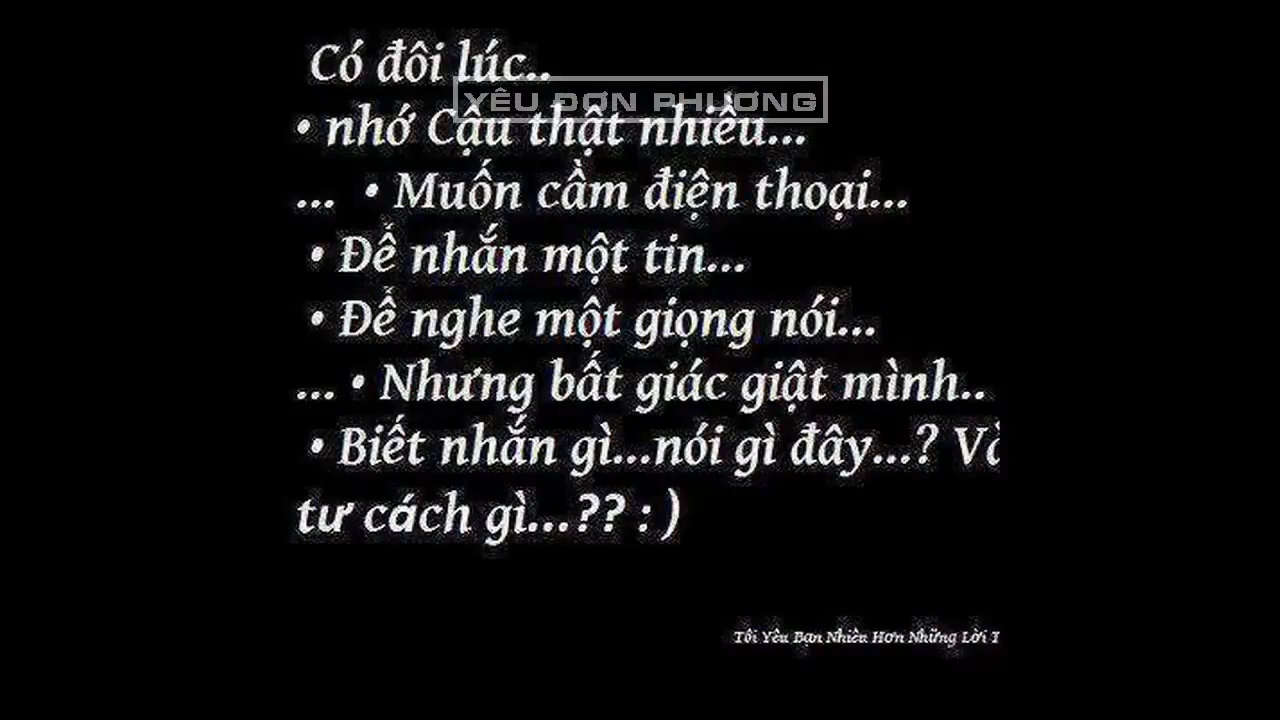 Có đôi lúc..
YÊU ĐƠN PHƯƠNG
• nhớ Cậu thật nhiều...
... • Muốn cầm điện thoại...
• Để nhắn một tin...
• Để nghe một giọng nói...
... • Nhưng bất giác giật mình..
• Biết nhắn gì...nói gì đây...?
tư cách gì...?? : )
Tôi Yêu Bạn Nhiều Hơn Những Lời